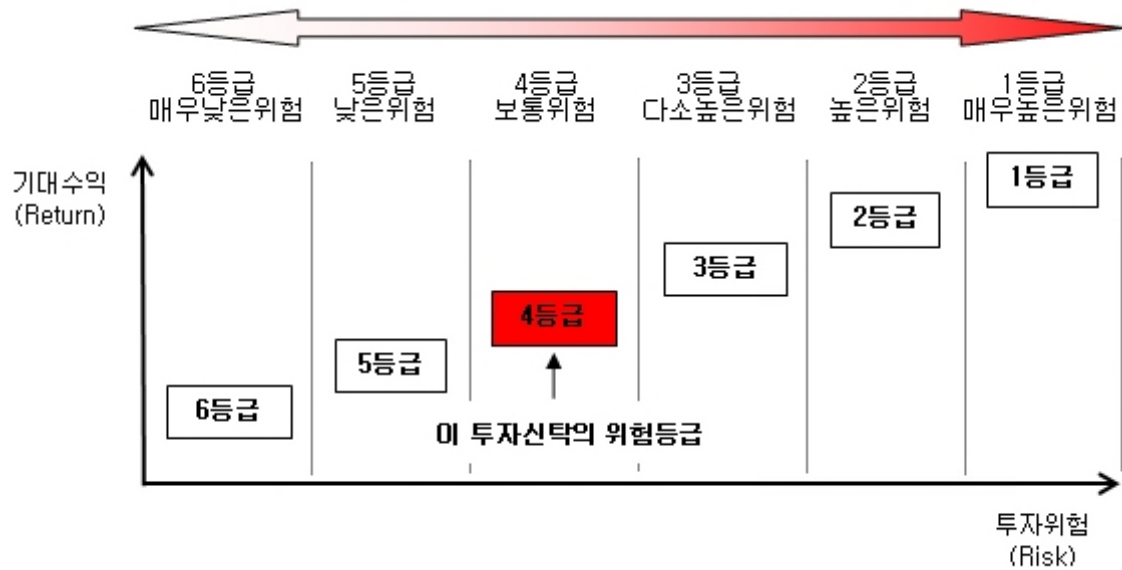 6등급
매우낮은위험
5등급
낮은위험
4등급
보통위험
3등급
다소높은위험
2등급
높은위험
1등급
매우높은위험
기대수익
(Return)
1등급
2등급
3등급
4등급
5등급
6등급
이 투자신탁의 위험등급
투자위험
(Risk)